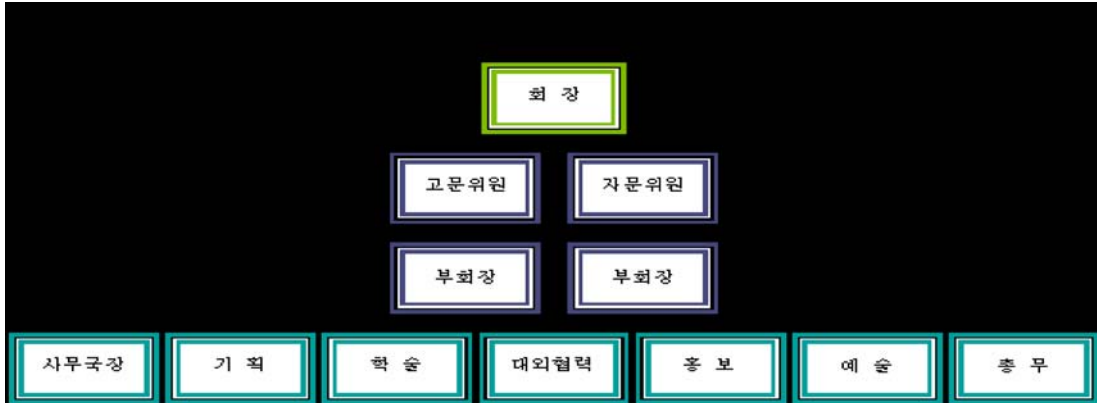 회 장
고문위원 자문위원
부회장 부회장
사무국장 기 획 학 술 대외협력 홍 보 예 술 총 무